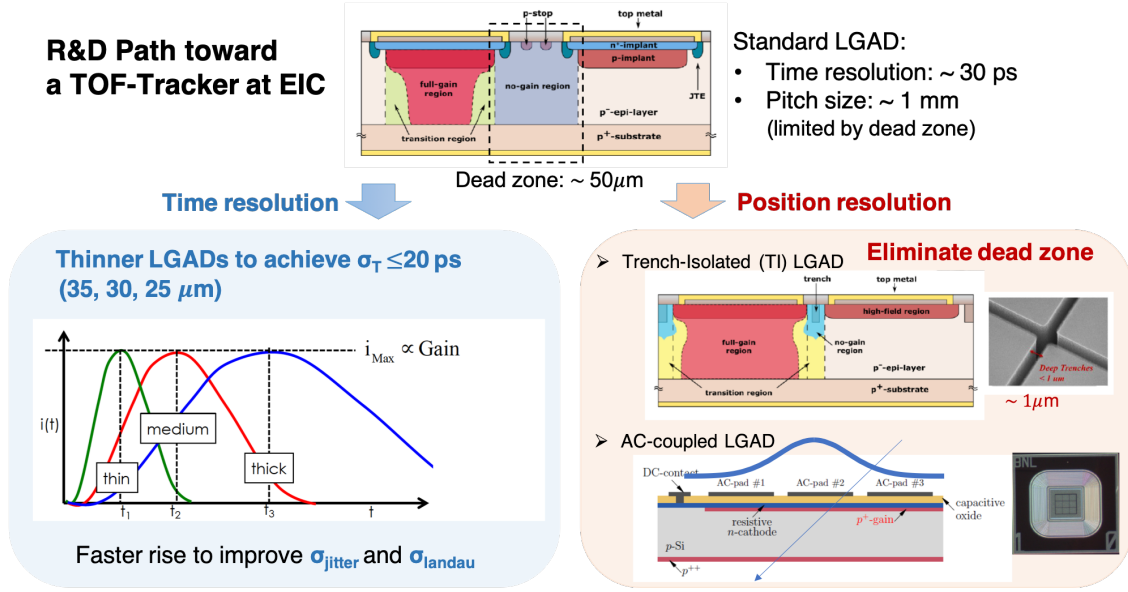 R&D Path toward
a TOF-Tracker at EIC
p-stop
top metal
n⁺-implant
p-implant
full-gain
region
no-gain region
JTE
p⁻-epi-layer
transition region
p⁺-substrate
Dead zone: ~ 50μm
Standard LGAD:
• Time resolution: ~ 30 ps
• Pitch size: ~ 1 mm
(limited by dead zone)
Time resolution
Position resolution
Thinner LGADs to achieve σT ≤20 ps
(35, 30, 25 μm)
iMax ∝ Gain
i(t)
medium
thin
thick
t1
t2
t3
t
Faster rise to improve σjitter and σlandau
Eliminate dead zone
➢ Trench-Isolated (TI) LGAD
trench
top metal
high-field region
full-gain
region
no-gain
region
p⁻-epi-layer
transition region
p⁺-substrate
Deep Trenches
< 1 um
~ 1μm
➢ AC-coupled LGAD
DC-contact
AC-pad #1
AC-pad #2
AC-pad #3
capacitive
oxide
resistive
n-cathode
p⁺-gain
p-Si
p⁺⁺
BNL
1
0